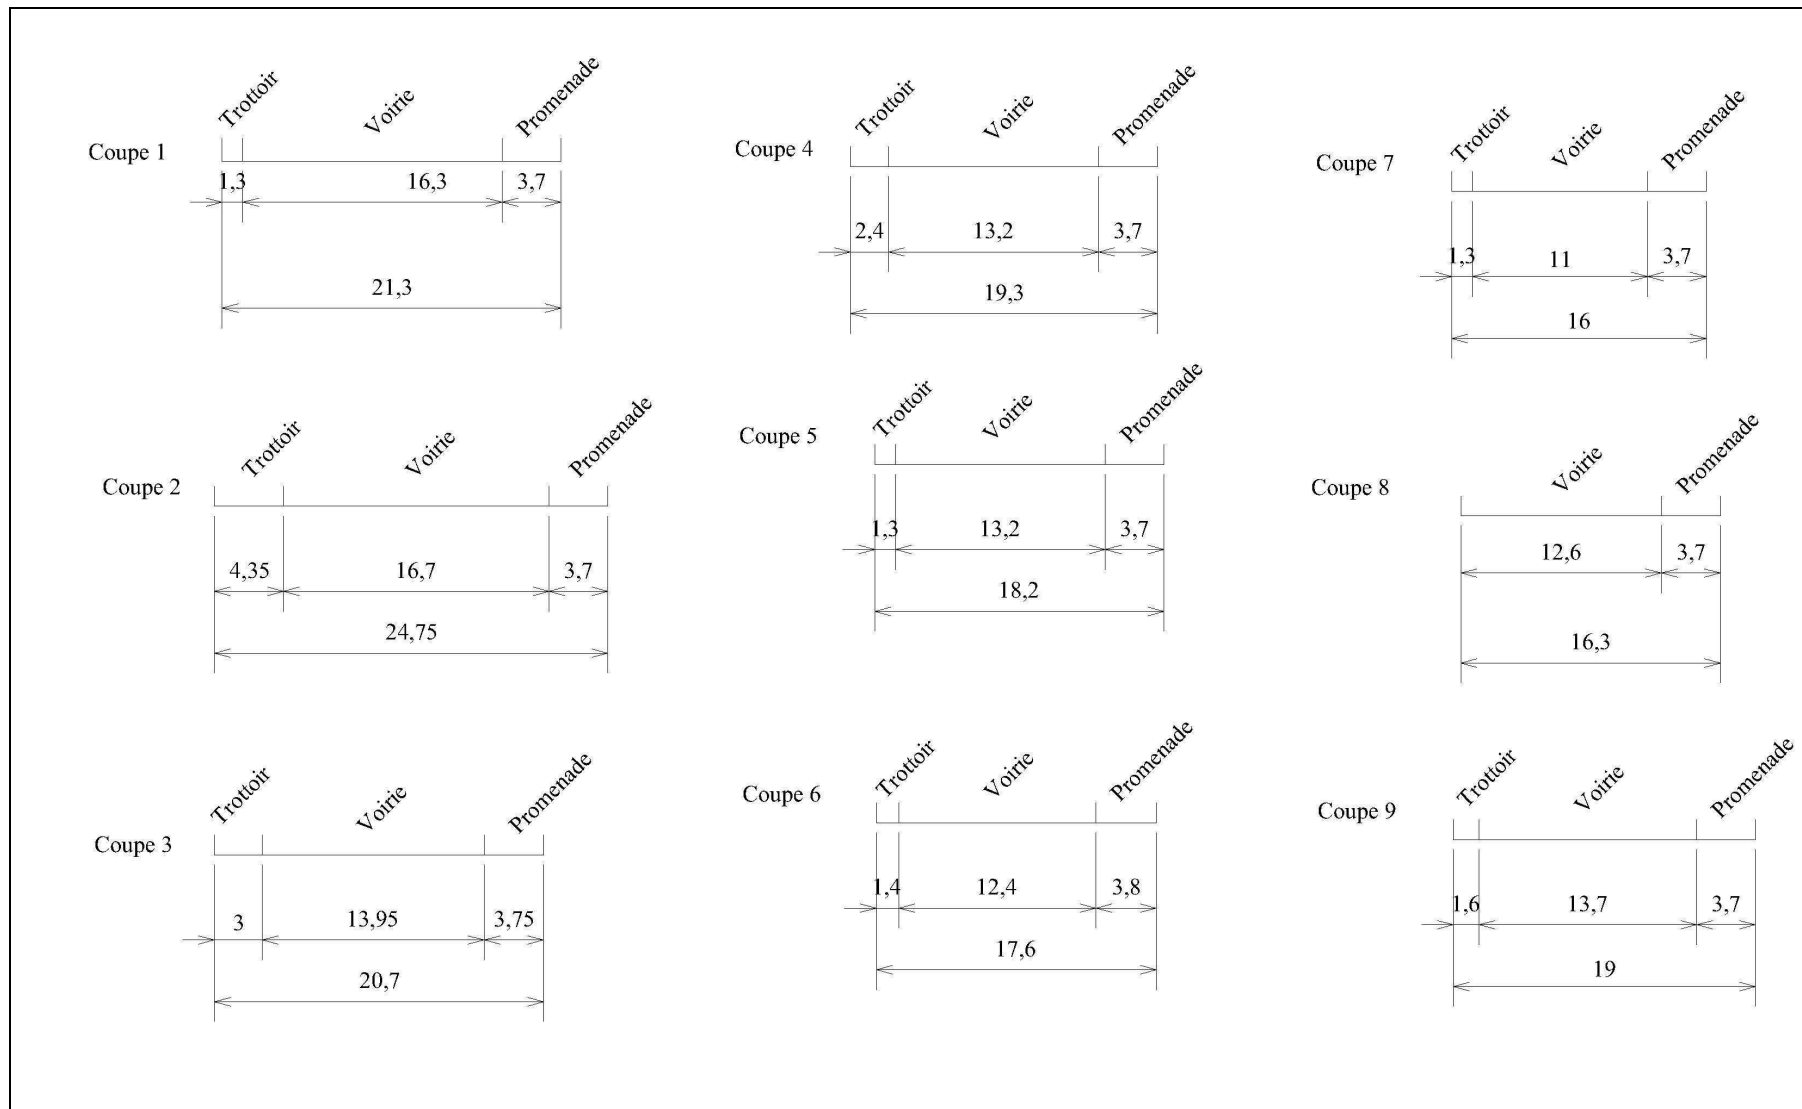 Coupe 1
Trottoir
Voirie
Promenade
1,3
16,3
3,7
21,3
Coupe 2
Trottoir
Voirie
Promenade
4,35
16,7
3,7
24,75
Coupe 3
Trottoir
Voirie
Promenade
3
13,95
3,75
20,7
Coupe 4
Trottoir
Voirie
Promenade
2,4
13,2
3,7
19,3
Coupe 5
Trottoir
Voirie
Promenade
1,3
13,2
3,7
18,2
Coupe 6
Trottoir
Voirie
Promenade
1,4
12,4
3,8
17,6
Coupe 7
Trottoir
Voirie
Promenade
1,3
11
3,7
16
Coupe 8
Voirie
Promenade
12,6
3,7
16,3
Coupe 9
Trottoir
Voirie
Promenade
1,6
13,7
3,7
19